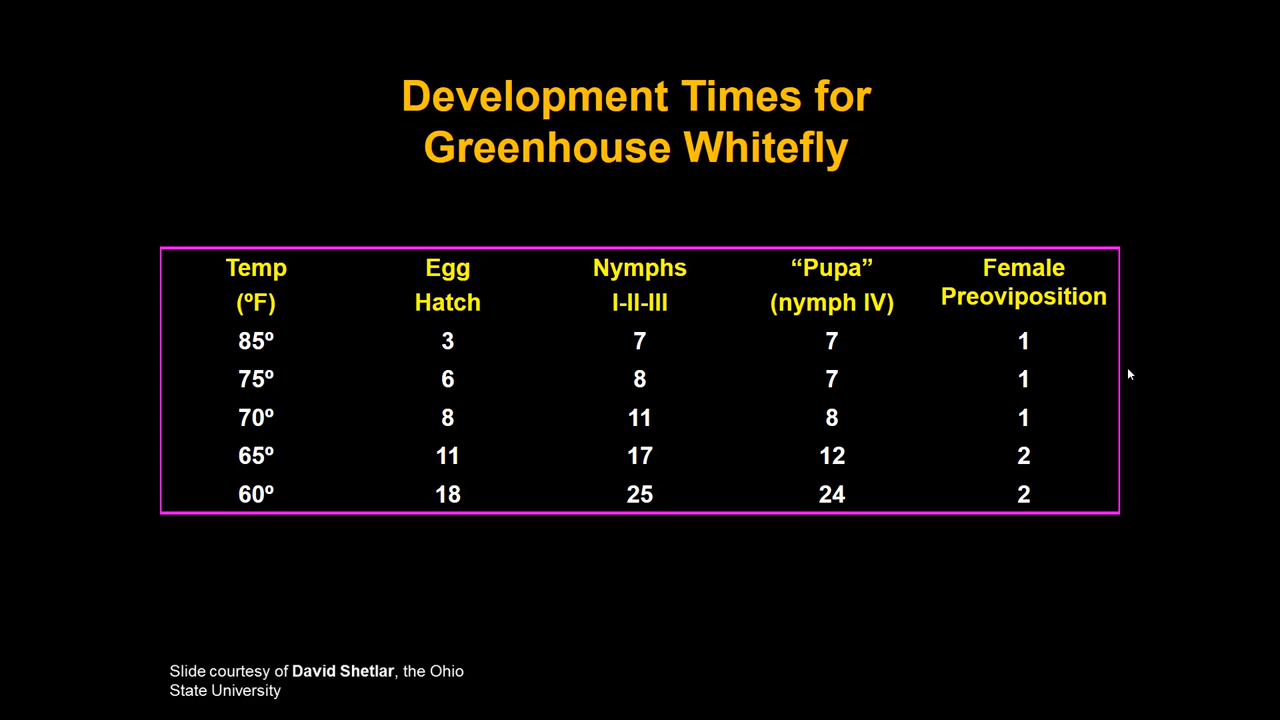 Development Times for
Greenhouse Whitefly
Temp Egg Nymphs “Pupa” Female
(ºF) Hatch I-II-III (nymph IV) Preoviposition
85º 3 7 7 1
75º 6 8 7 1
70º 8 11 8 1
65º 11 17 12 2
60º 18 25 24 2
Slide courtesy of David Shetlar, the Ohio
State University